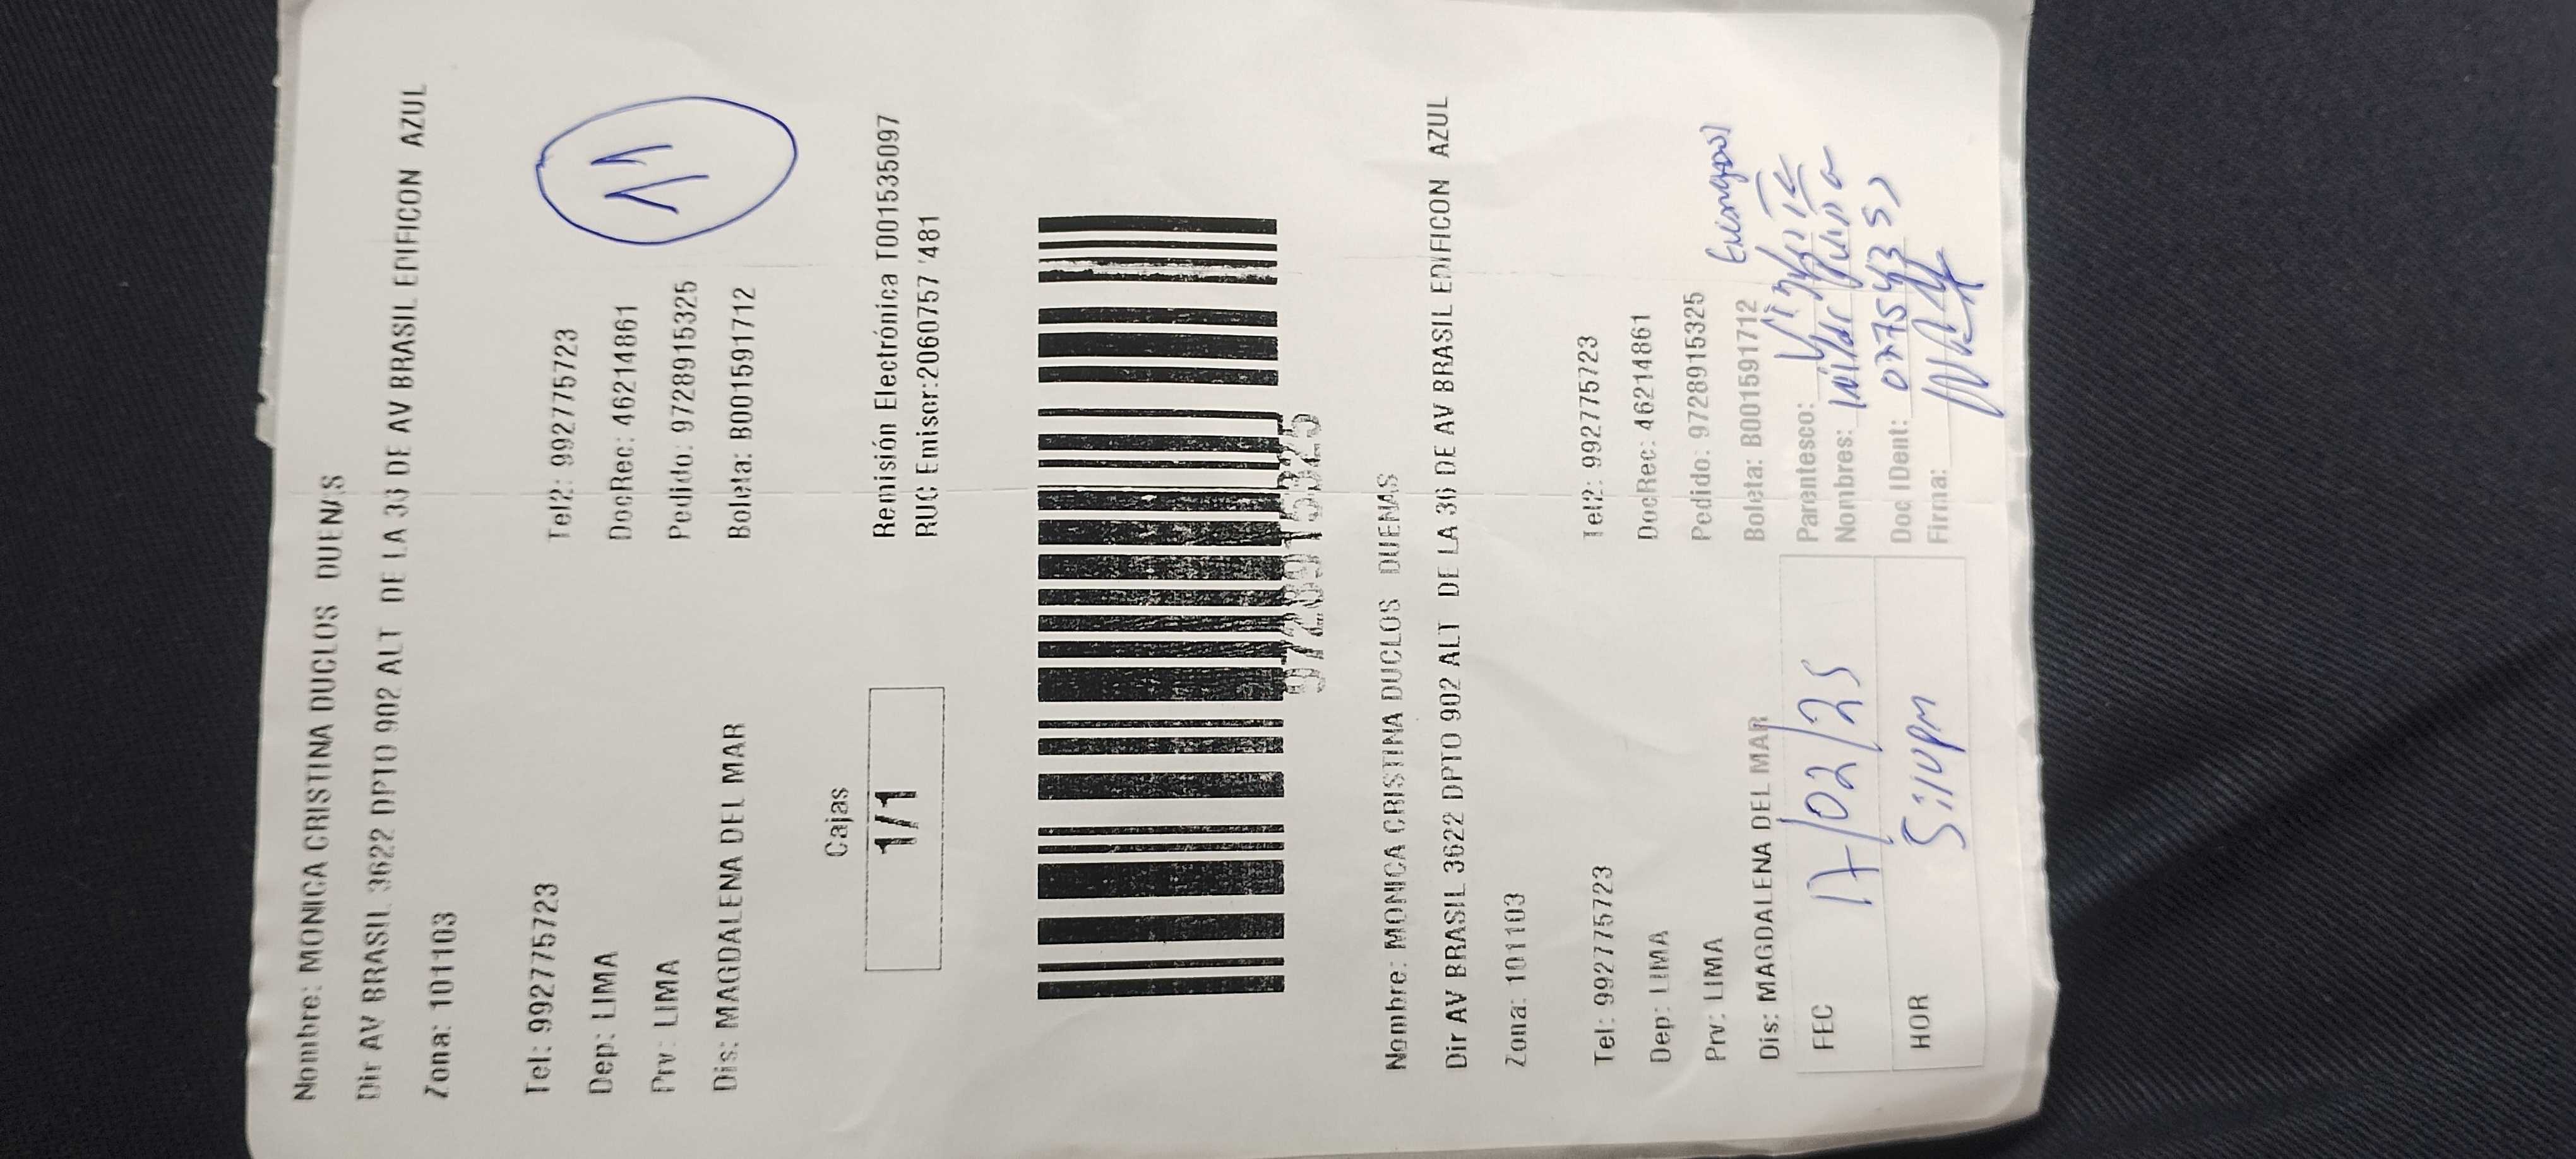 Nombre: MONICA CRISTINA DUCLOS DUENAS
Dir AV BRASIL 3622 DPTO 902 ALT DE LA 36 DE AV BRASIL EDIFICON AZUL
Zona: 101103
Tel: 992775723 Tel2: 992775723
Dep: LIMA DocRec: 46214861
Prv: LIMA Pedido: 9728915325
Dis: MAGDALENA DEL MAR Boleta: B001591712
11
Cajas
1/1
Remisión Electrónica T001535097
RUC Emisor:2060757 '481
9728915325
Nombre: MONICA CRISTINA DUCLOS DUENAS
Dir AV BRASIL 3622 DPTO 902 ALT DE LA 36 DE AV BRASIL EDIFICON AZUL
Zona: 101103
Tel: 992775723 Tel2: 992775723
Dep: LIMA DocRec: 46214861
Prv: LIMA Pedido: 9728915325
Dis: MAGDALENA DEL MAR Boleta: B001591712
FEC 17/02/25
HOR 5:10pm
Parentesco:
Nombres:
Doc IDent:
Firma: